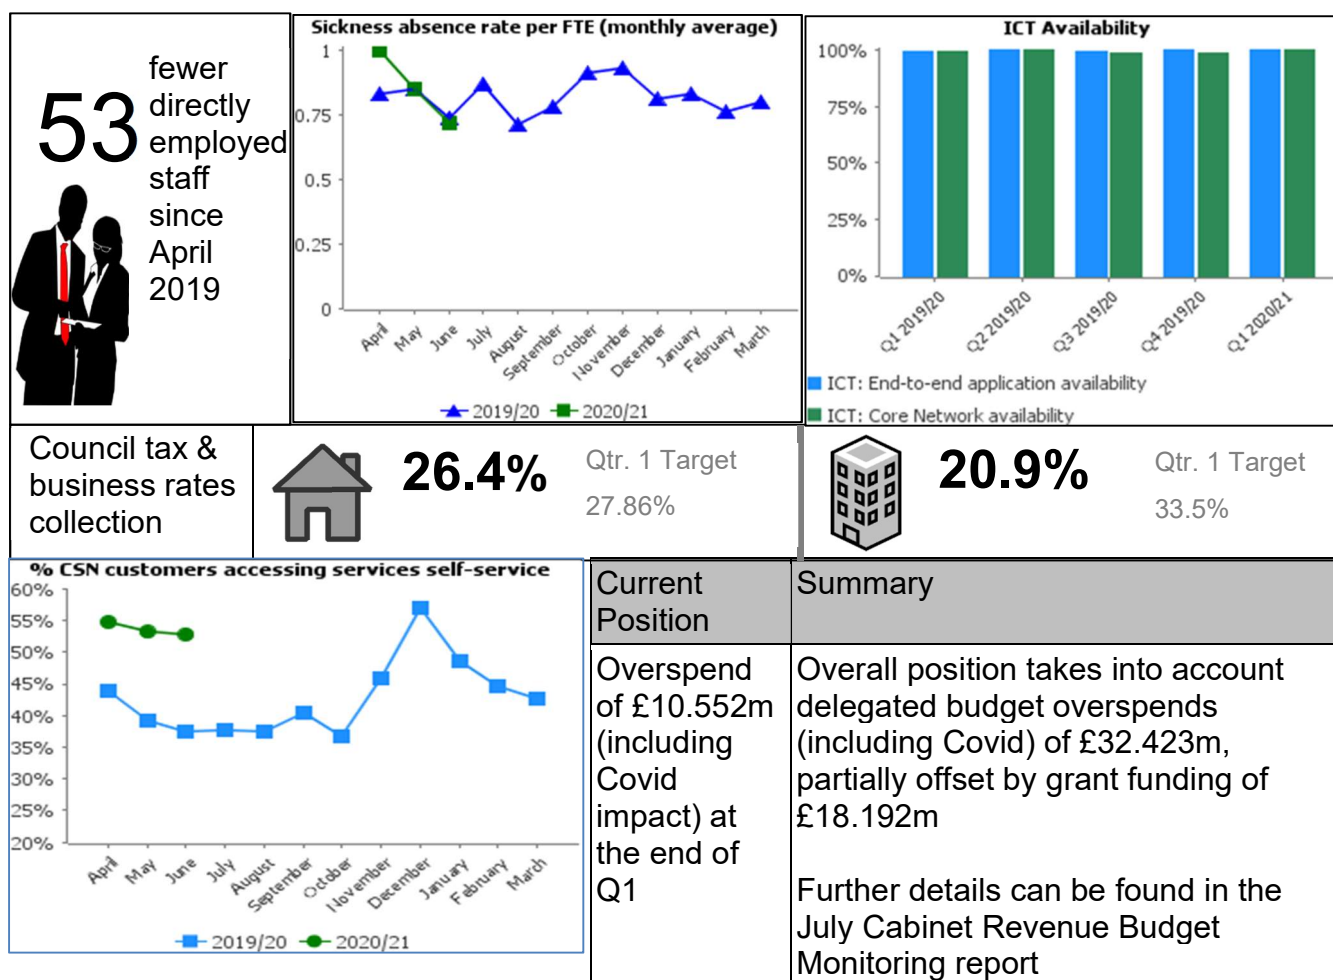 53
fewer
directly
employed
staff
since
April
2019
Sickness absence rate per FTE (monthly average)
1
0.75
0.5
0.25
0
April
May
June
July
August
September
October
November
December
January
February
March
2019/20
2020/21
ICT Availability
100%
75%
50%
25%
0%
Q1 2019/20
Q2 2019/20
Q3 2019/20
Q4 2019/20
Q1 2020/21
ICT: End-to-end application availability
ICT: Core Network availability
Council tax &
business rates
collection
26.4%
Qtr. 1 Target
27.86%
20.9%
Qtr. 1 Target
33.5%
% CSN customers accessing services self-service
60%
55%
50%
45%
40%
35%
30%
25%
20%
April
May
June
July
August
September
October
November
December
January
February
March
2019/20
2020/21
Current
Position
Summary
Overspend
of £10.552m
(including
Covid
impact) at
the end of
Q1
Overall position takes into account
delegated budget overspends
(including Covid) of £32.423m,
partially offset by grant funding of
£18.192m
Further details can be found in the
July Cabinet Revenue Budget
Monitoring report